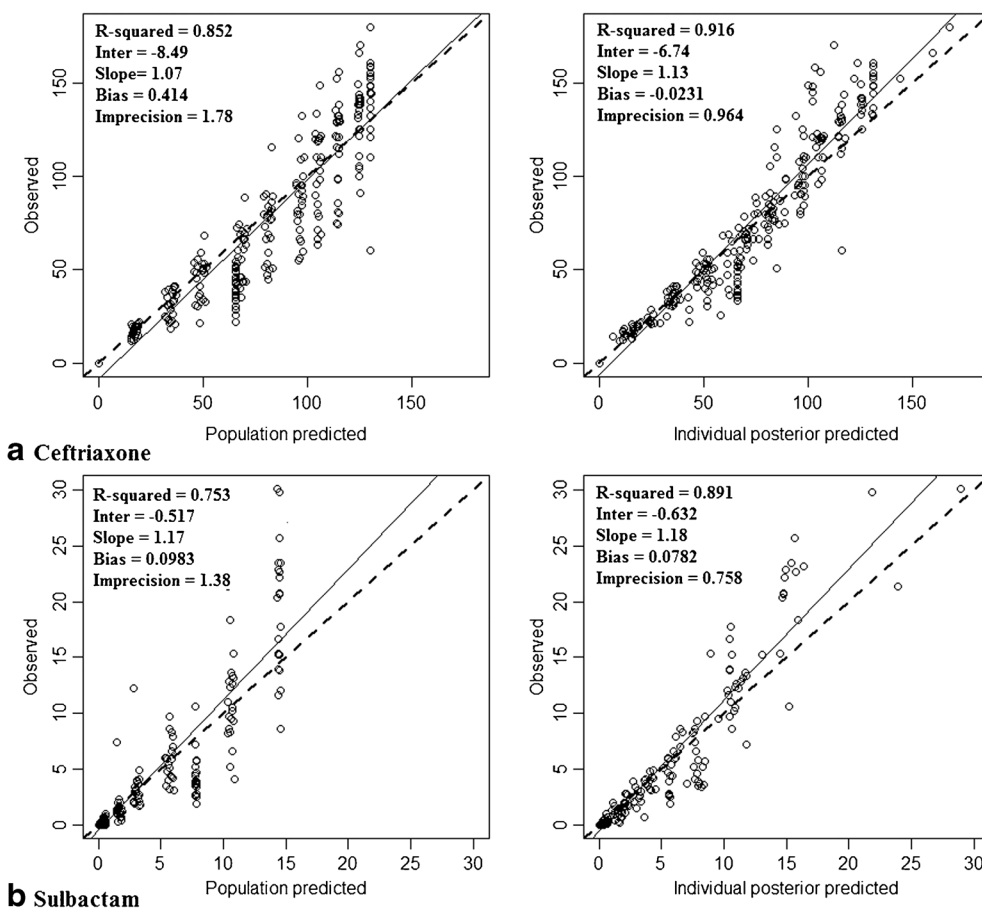 R-squared = 0.852
Inter = -8.49
Slope= 1.07
Bias = 0.414
Imprecision = 1.78
Observed
0
50
100
150
0 50 100 150
Population predicted
R-squared = 0.916
Inter = -6.74
Slope = 1.13
Bias = -0.0231
Imprecision = 0.964
Observed
0
50
100
150
0 50 100 150
Individual posterior predicted
a Ceftriaxone
R-squared = 0.753
Inter = -0.517
Slope = 1.17
Bias = 0.0983
Imprecision = 1.38
Observed
0
5
10
15
20
25
30
0 5 10 15 20 25 30
Population predicted
R-squared = 0.891
Inter = -0.632
Slope = 1.18
Bias = 0.0782
Imprecision = 0.758
Observed
0
5
10
15
20
25
30
0 5 10 15 20 25 30
Individual posterior predicted
b Sulbactam